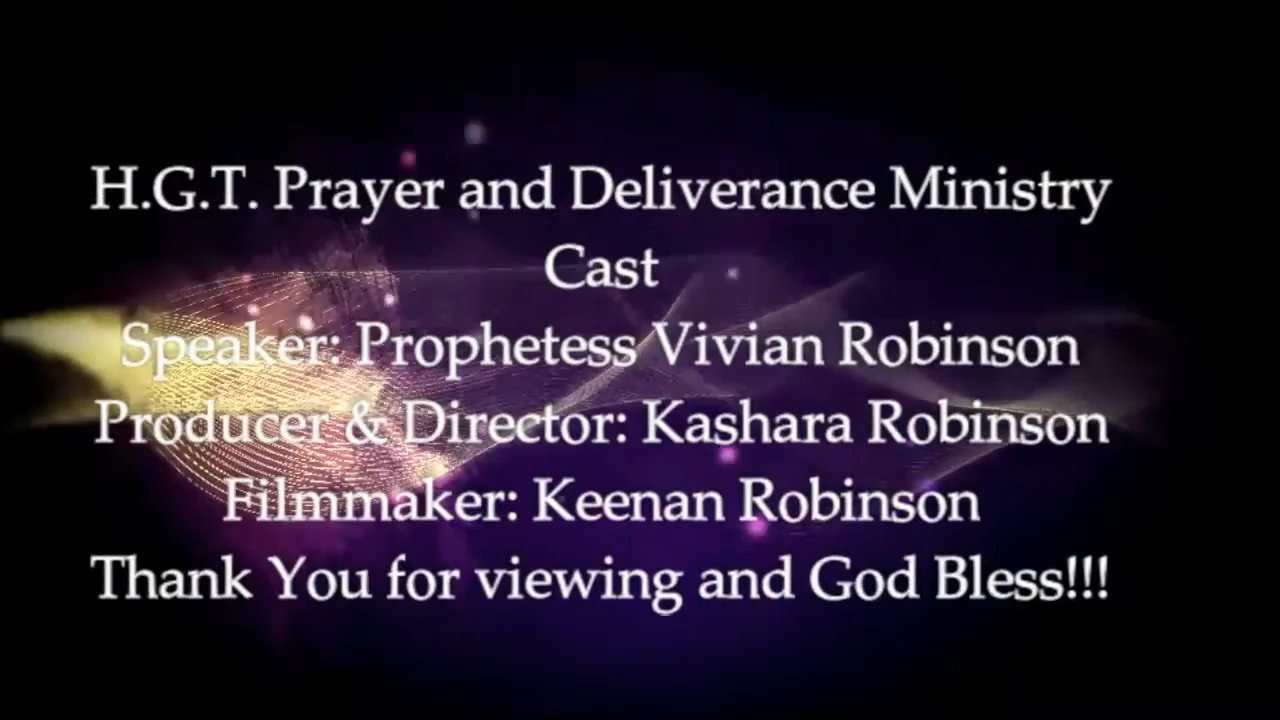 H.G.T. Prayer and Deliverance Ministry
Cast
Speaker: Prophetess Vivian Robinson
Producer & Director: Kashara Robinson
Filmmaker: Keenan Robinson
Thank You for viewing and God Bless!!!